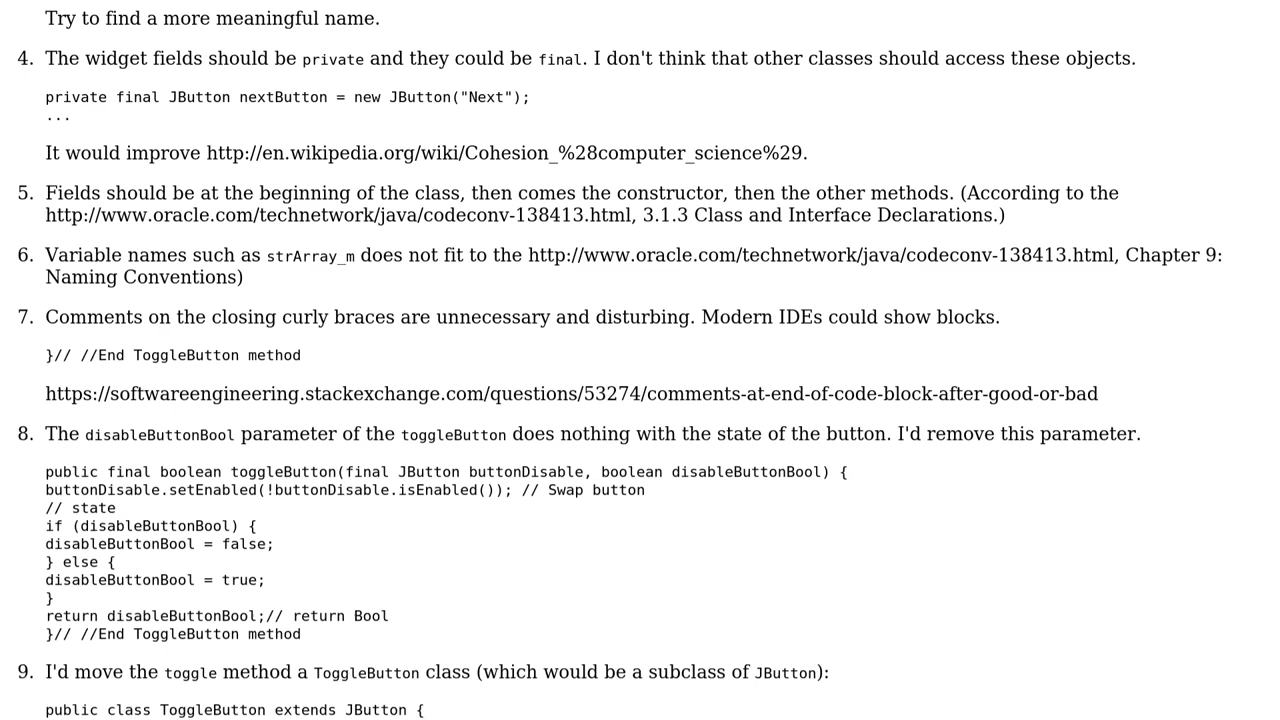 Try to find a more meaningful name.
4. The widget fields should be private and they could be final. I don't think that other classes should access these objects.
private final JButton nextButton = new JButton("Next");
...
It would improve http://en.wikipedia.org/wiki/Cohesion_%28computer_science%29.
5. Fields should be at the beginning of the class, then comes the constructor, then the other methods. (According to the
http://www.oracle.com/technetwork/java/codeconv-138413.html, 3.1.3 Class and Interface Declarations.)
6. Variable names such as strArray_m does not fit to the http://www.oracle.com/technetwork/java/codeconv-138413.html, Chapter 9:
Naming Conventions)
7. Comments on the closing curly braces are unnecessary and disturbing. Modern IDEs could show blocks.
}// //End ToggleButton method
https://softwareengineering.stackexchange.com/questions/53274/comments-at-end-of-code-block-after-good-or-bad
8. The disableButtonBool parameter of the toggleButton does nothing with the state of the button. I'd remove this parameter.
public final boolean toggleButton(final JButton buttonDisable, boolean disableButtonBool) {
buttonDisable.setEnabled(!buttonDisable.isEnabled()); // Swap button
// state
if (disableButtonBool) {
disableButtonBool = false;
} else {
disableButtonBool = true;
}
return disableButtonBool;// return Bool
}// //End ToggleButton method
9. I'd move the toggle method a ToggleButton class (which would be a subclass of JButton):
public class ToggleButton extends JButton {